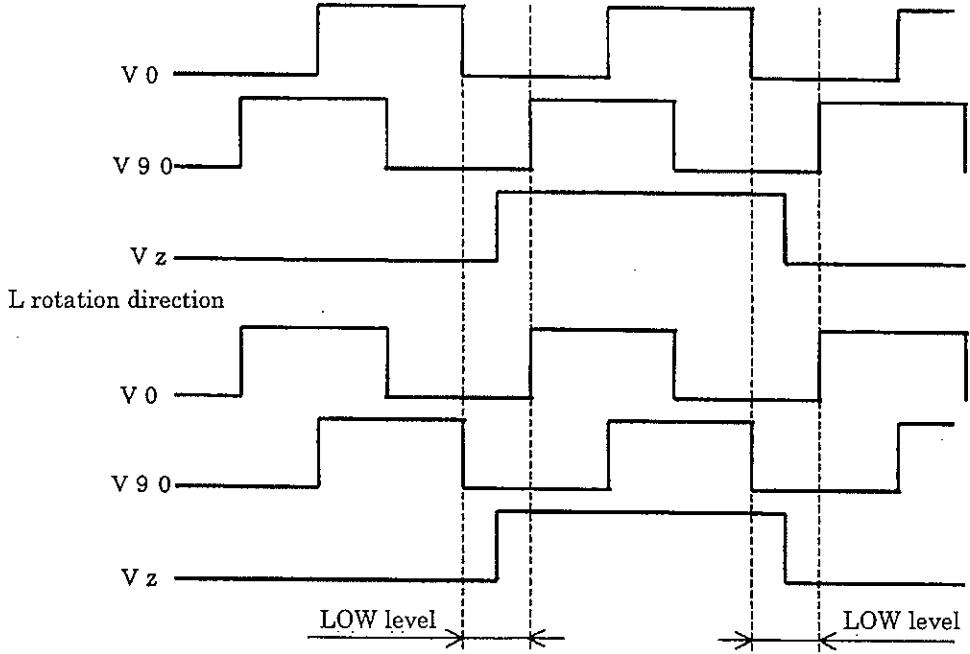 V 0
V 9 0
V z
L rotation direction
V 0
V 9 0
V z
LOW level
LOW level